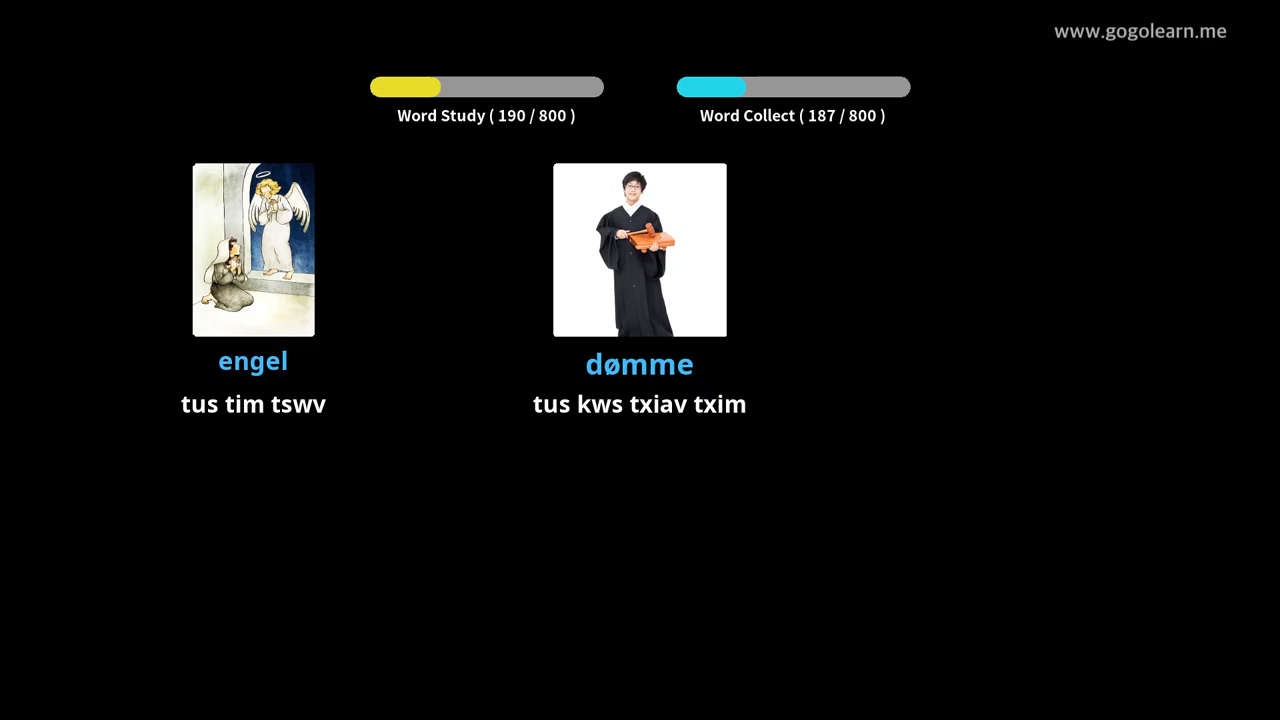 www.gogolearn.me
Word Study ( 190 / 800 )
Word Collect ( 187 / 800 )
engel
dømme
tus tim tswv
tus kws txiav txim